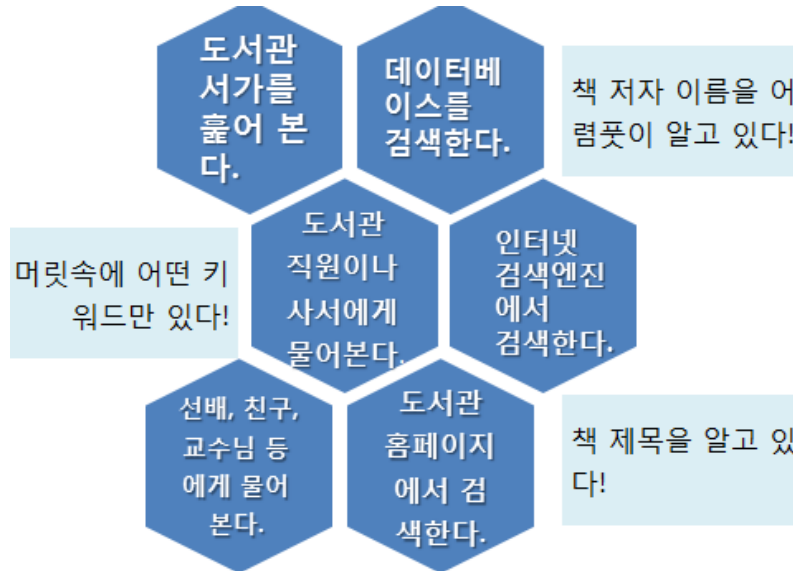 도서관
서가를
훑어 본
다.
데이터베
이스를
검색한다.
책 저자 이름을 어
렴풋이 알고 있다!
머릿속에 어떤 키
워드만 있다!
도서관
직원이나
사서에게
물어본다.
인터넷
검색엔진
에서
검색한다.
선배, 친구,
교수님 등
에게 물어
본다.
도서관
홈페이지
에서 검
색한다.
책 제목을 알고 있
다!